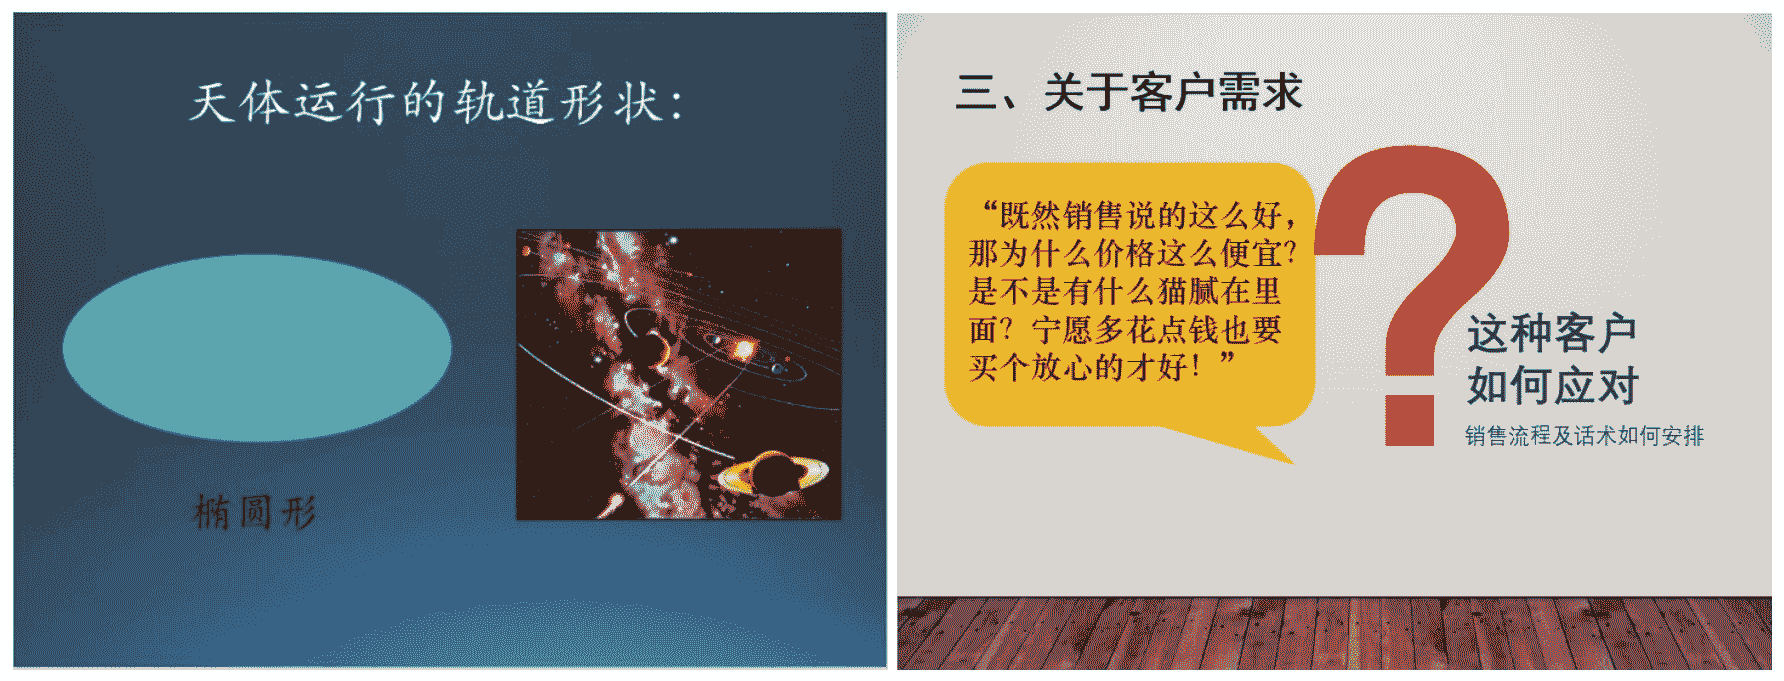 天体运行的轨道形状：
椭圆形
三、关于客户需求
“既然销售说的这么好，
那为什么价格这么便宜？
是不是有什么猫腻在里
面？宁愿多花点钱也要
买个放心的才好！”
这种客户
如何应对
销售流程及话术如何安排